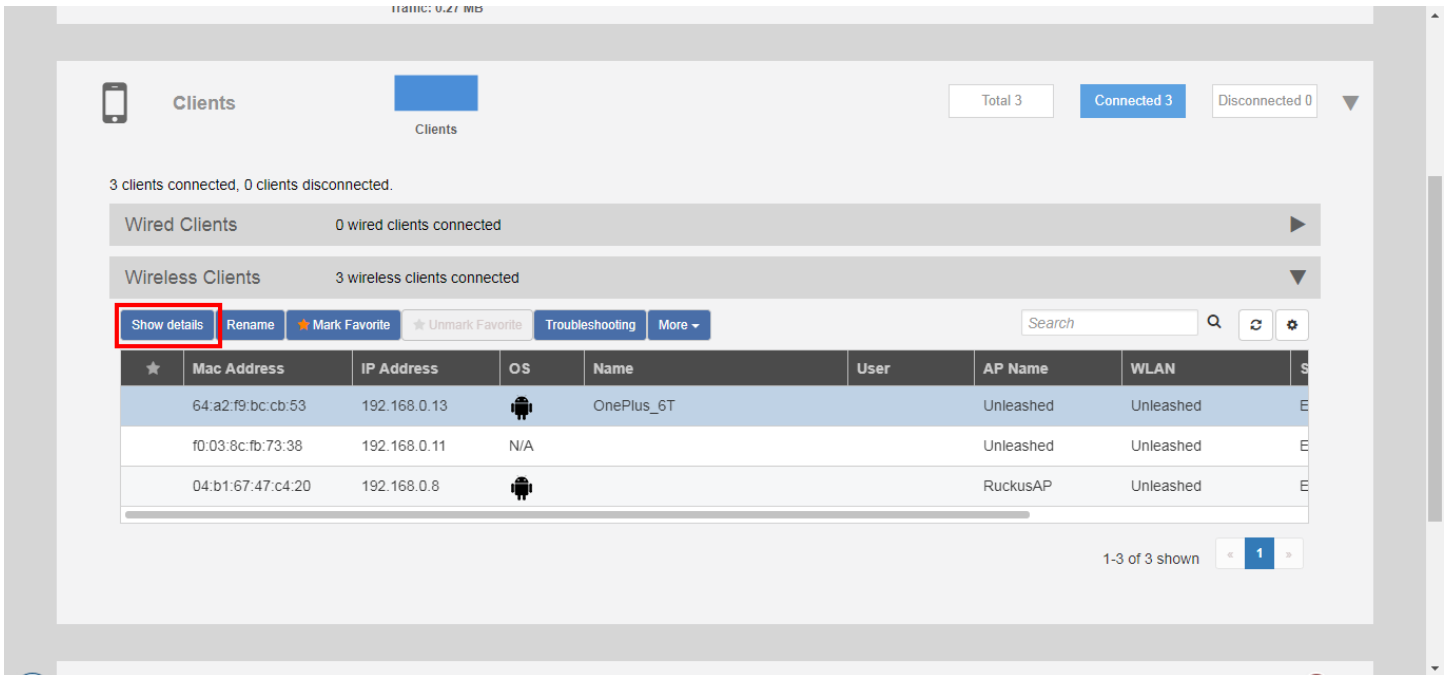 Traffic: 0.27 MB
Clients
Clients
Total 3
Connected 3
Disconnected 0
3 clients connected, 0 clients disconnected.
Wired Clients 0 wired clients connected
Wireless Clients 3 wireless clients connected
Show details Rename Mark Favorite Unmark Favorite Troubleshooting More Search
Mac Address IP Address OS Name User AP Name WLAN S
64:a2:f9:bc:cb:53 192.168.0.13 OnePlus_6T Unleashed Unleashed E
f0:03:8c:fb:73:38 192.168.0.11 N/A Unleashed Unleashed E
04:b1:67:47:c4:20 192.168.0.8 RuckusAP Unleashed E
1-3 of 3 shown « 1 »